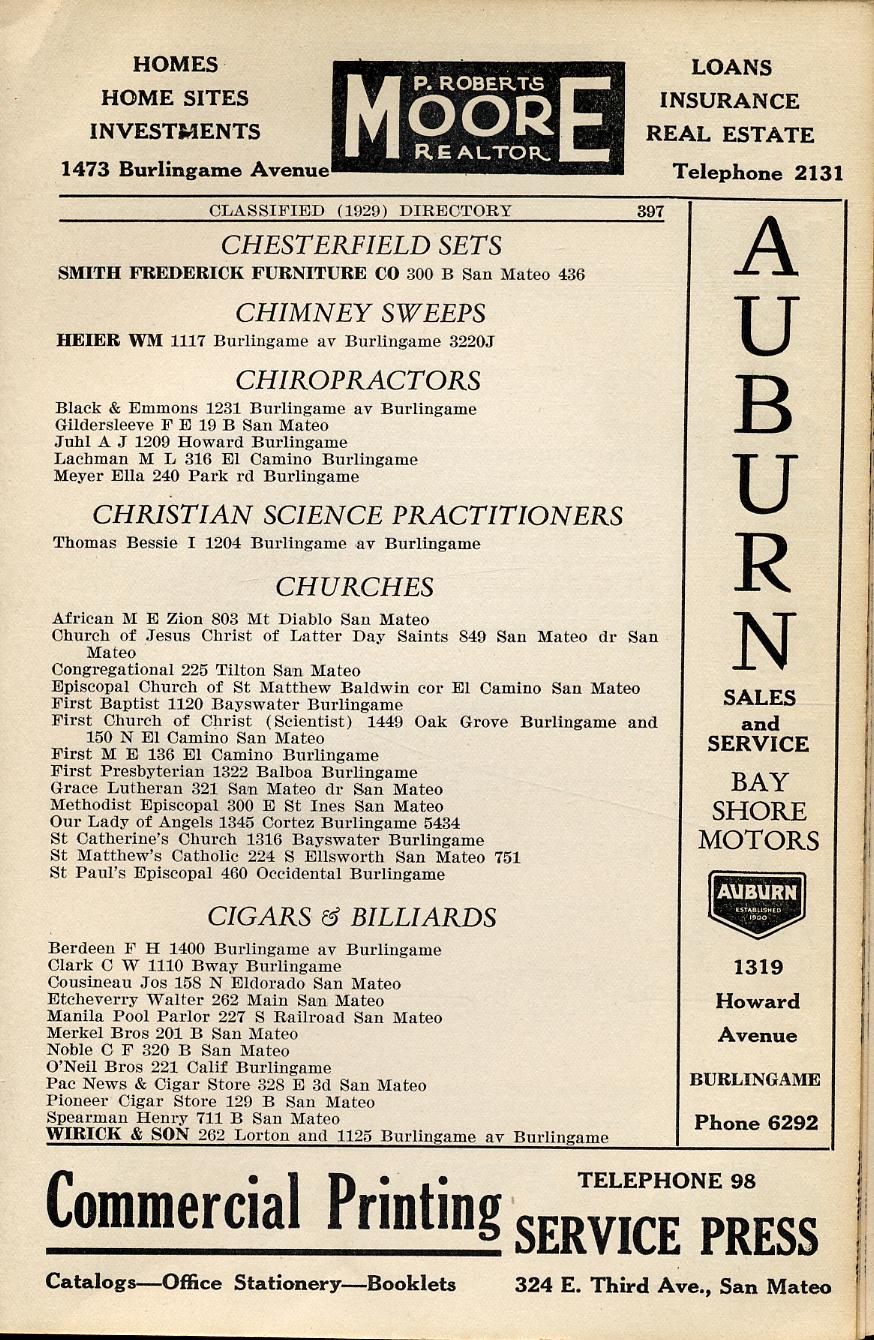 HOMES
HOME SITES
INVESTMENTS
1473 Burlingame Avenue
P. ROBERTS
MOORE
REALTOR
LOANS
INSURANCE
REAL ESTATE
Telephone 2131
CLASSIFIED (1929) DIRECTORY 397
CHESTERFIELD SETS
SMITH FREDERICK FURNITURE CO 300 B San Mateo 436
CHIMNEY SWEEPS
HEIER WM 1117 Burlingame av Burlingame 3220J
CHIROPRACTORS
Black & Emmons 1231 Burlingame av Burlingame
Gildersleeve F E 19 B San Mateo
Juhl A J 1209 Howard Burlingame
Lachman M L 316 El Camino Burlingame
Meyer Ella 240 Park rd Burlingame
CHRISTIAN SCIENCE PRACTITIONERS
Thomas Bessie I 1204 Burlingame av Burlingame
CHURCHES
African M E Zion 803 Mt Diablo San Mateo
Church of Jesus Christ of Latter Day Saints 849 San Mateo dr San
Mateo
Congregational 225 Tilton San Mateo
Episcopal Church of St Matthew Baldwin cor El Camino San Mateo
First Baptist 1120 Bayswater Burlingame
First Church of Christ (Scientist) 1449 Oak Grove Burlingame and
150 N El Camino San Mateo
First M E 136 El Camino Burlingame
First Presbyterian 1322 Balboa Burlingame
Grace Lutheran 321 San Mateo dr San Mateo
Methodist Episcopal 300 E St Ines San Mateo
Our Lady of Angels 1345 Cortez Burlingame 5434
St Catherine's Church 1316 Bayswater Burlingame
St Matthew's Catholic 224 S Ellsworth San Mateo 751
St Paul's Episcopal 460 Occidental Burlingame
CIGARS & BILLIARDS
Berdeen F H 1400 Burlingame av Burlingame
Clark C W 1110 Bway Burlingame
Cousineau Jos 158 N Eldorado San Mateo
Etcheverry Walter 262 Main San Mateo
Manila Pool Parlor 227 S Railroad San Mateo
Merkel Bros 201 B San Mateo
Noble C F 320 B San Mateo
O'Neil Bros 221 Calif Burlingame
Pac News & Cigar Store 328 E 3d San Mateo
Pioneer Cigar Store 129 B San Mateo
Spearman Henry 711 B San Mateo
WIRICK & SON 262 Lorton and 1125 Burlingame av Burlingame
AUBURN
SALES
and
SERVICE
BAY
SHORE
MOTORS
AUBURN
ESTABLISHED
1900
1319
Howard
Avenue
BURLINGAME
Phone 6292
Commercial Printing
Catalogs—Office Stationery—Booklets
TELEPHONE 98
SERVICE PRESS
324 E. Third Ave., San Mateo